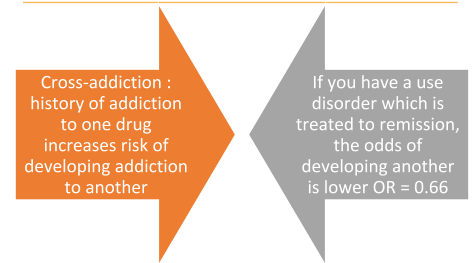 Cross-addiction :
history of addiction
to one drug
increases risk of
developing addiction
to another
If you have a use
disorder which is
treated to remission,
the odds of
developing another
is lower OR = 0.66